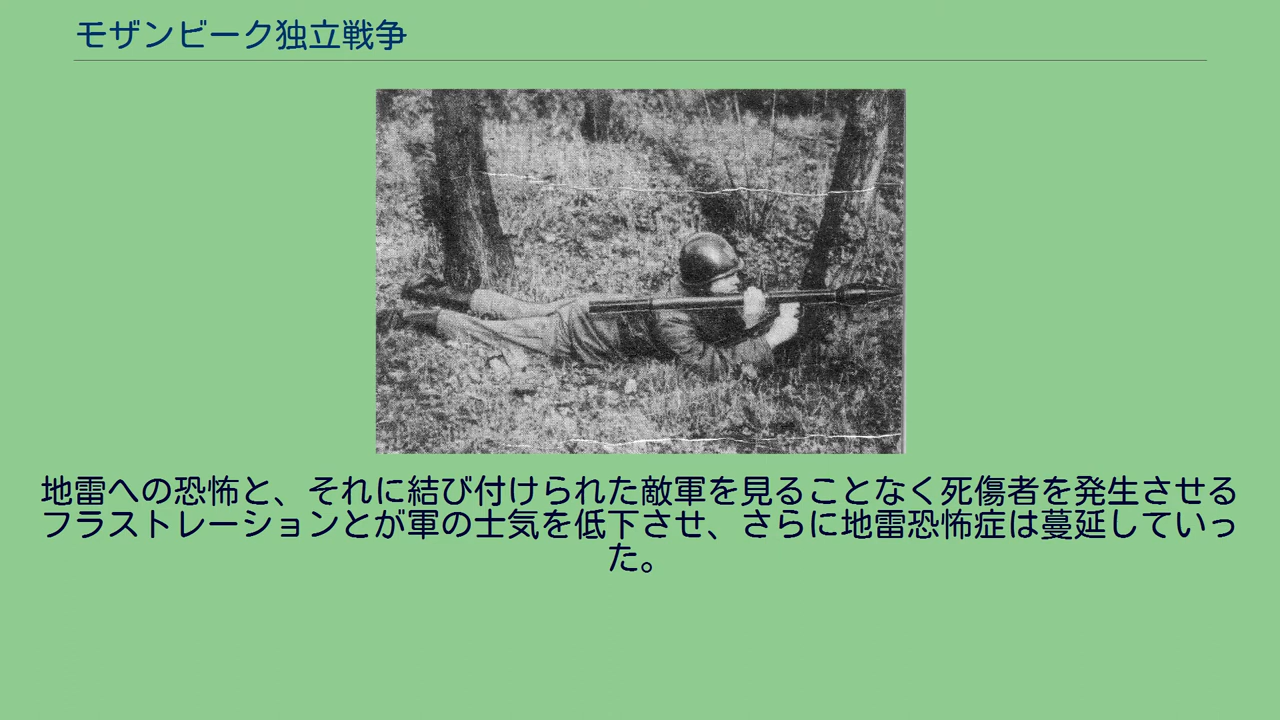 モザンビーク独立戦争
地雷への恐怖と、それに結び付けられた敵軍を見ることなく死傷者を発生させる
フラストレーションとが軍の士気を低下させ、さらに地雷恐怖症は蔓延していっ
た。